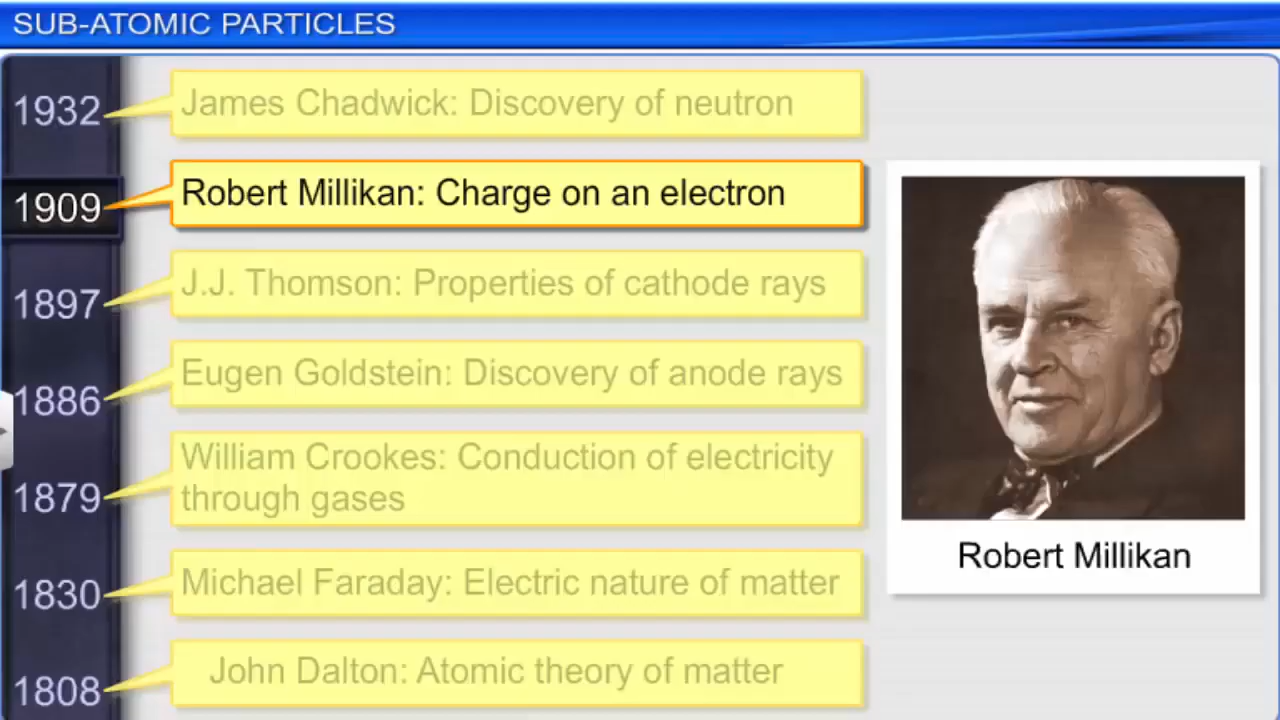 SUB-ATOMIC PARTICLES
1932
James Chadwick: Discovery of neutron
1909
Robert Millikan: Charge on an electron
1897
J.J. Thomson: Properties of cathode rays
1886
Eugen Goldstein: Discovery of anode rays
1879
William Crookes: Conduction of electricity
through gases
1830
Michael Faraday: Electric nature of matter
1808
John Dalton: Atomic theory of matter
Robert Millikan